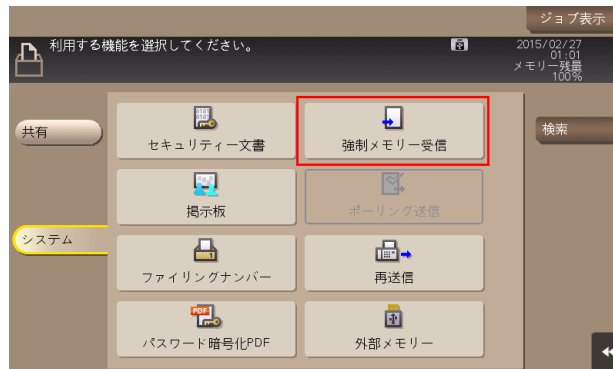 ジョブ表示
利用する機能を選択してください。
2015/02/27
01:01
メモリー残量
100%
共有
検索
セキュリティー文書
強制メモリー受信
掲示板
ポーリング送信
システム
ファイリングナンバー
再送信
パスワード暗号化PDF
外部メモリー